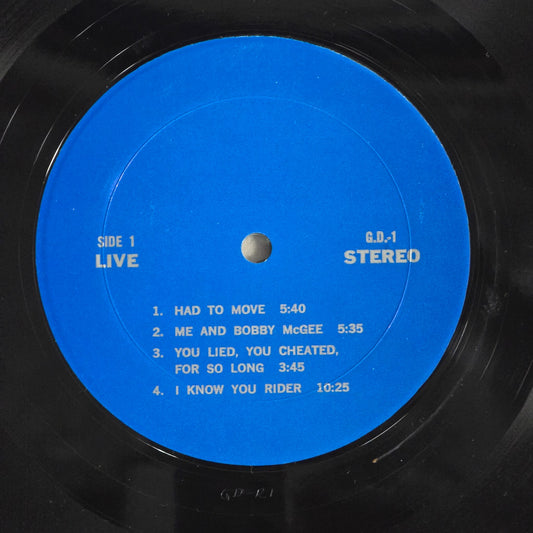 SIDE 1
LIVE
G.D.-1
STEREO
1. HAD TO MOVE 5:40
2. ME AND BOBBY McGEE 5:35
3. YOU LIED, YOU CHEATED,
FOR SO LONG 3:45
4. I KNOW YOU RIDER 10:25